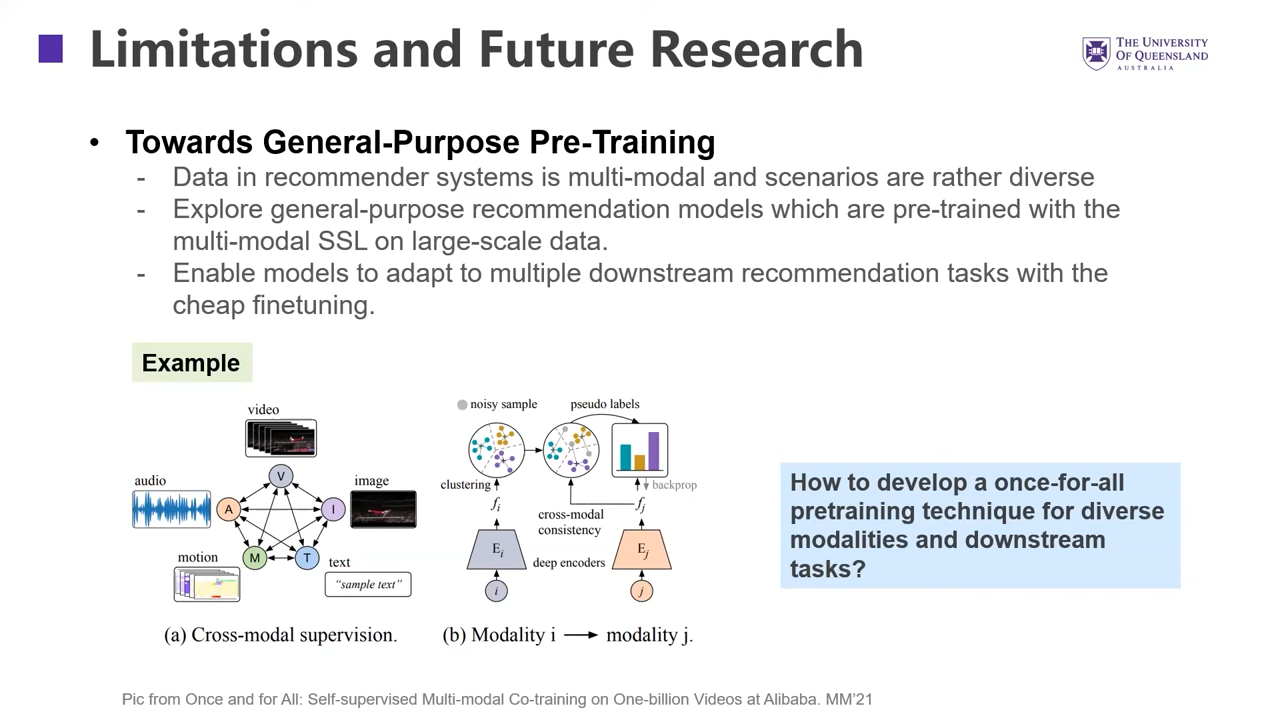 Limitations and Future Research
THE UNIVERSITY
OF QUEENSLAND
AUSTRALIA
• Towards General-Purpose Pre-Training
- Data in recommender systems is multi-modal and scenarios are rather diverse
- Explore general-purpose recommendation models which are pre-trained with the
multi-modal SSL on large-scale data.
- Enable models to adapt to multiple downstream recommendation tasks with the
cheap finetuning.
Example
video
audio
image
V
A
I
M
T
motion
text
"sample text"
(a) Cross-modal supervision.
noisy sample
pseudo labels
clustering
backprop
fi
fj
cross-modal
consistency
Ei
deep encoders
Ej
i
j
(b) Modality i → modality j.
How to develop a once-for-all
pretraining technique for diverse
modalities and downstream
tasks?
Pic from Once and for All: Self-supervised Multi-modal Co-training on One-billion Videos at Alibaba. MM'21